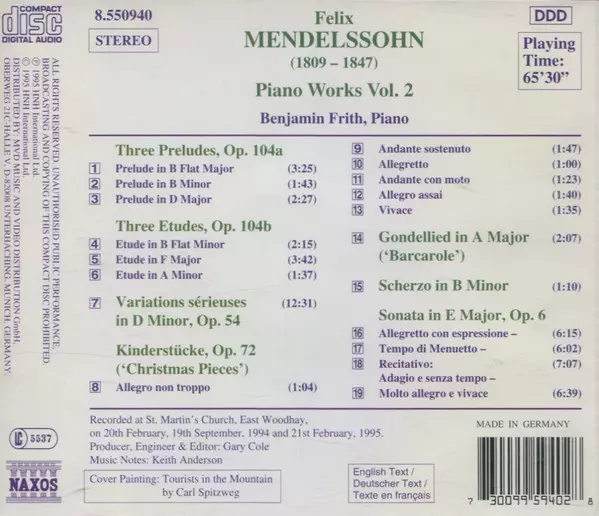 COMPACT
disc
DIGITAL AUDIO
8.550940
STEREO
Felix
MENDELSSOHN
(1809 – 1847)
Piano Works Vol. 2
Benjamin Frith, Piano
DDD
Playing
Time:
65'30"
ALL RIGHTS RESERVED. UNAUTHORISED PUBLIC PERFORMANCE,
BROADCASTING AND COPYING OF THIS COMPACT DISC PROHIBITED.
℗ 1995 HNH International Ltd.
© 1995 HNH International Ltd.
DISTRIBUTED BY: MVD MUSIC AND VIDEO DISTRIBUTION GmbH,
OBERWEG 21C-HALLE V, D-82008 UNTERHACHING, MUNICH, GERMANY.
Three Preludes, Op. 104a
1 Prelude in B Flat Major (3:25)
2 Prelude in B Minor (1:43)
3 Prelude in D Major (2:27)
Three Etudes, Op. 104b
4 Etude in B Flat Minor (2:15)
5 Etude in F Major (3:42)
6 Etude in A Minor (1:37)
7 Variations sérieuses (12:31)
in D Minor, Op. 54
Kinderstücke, Op. 72
('Christmas Pieces')
8 Allegro non troppo (1:04)
9 Andante sostenuto (1:47)
10 Allegretto (1:00)
11 Andante con moto (1:23)
12 Allegro assai (1:40)
13 Vivace (1:35)
14 Gondellied in A Major (2:07)
('Barcarole')
15 Scherzo in B Minor (1:10)
Sonata in E Major, Op. 6
16 Allegretto con espressione – (6:15)
17 Tempo di Menuetto – (6:02)
18 Recitativo: (7:07)
Adagio e senza tempo –
19 Molto allegro e vivace (6:39)
Recorded at St. Martin's Church, East Woodhay,
on 20th February, 19th September, 1994 and 21st February, 1995.
Producer, Engineer & Editor: Gary Cole
Music Notes: Keith Anderson
Cover Painting: Tourists in the Mountain
by Carl Spitzweg
LC 5537
NAXOS
English Text /
Deutscher Text /
Texte en français
MADE IN GERMANY
7 30099 59402 8